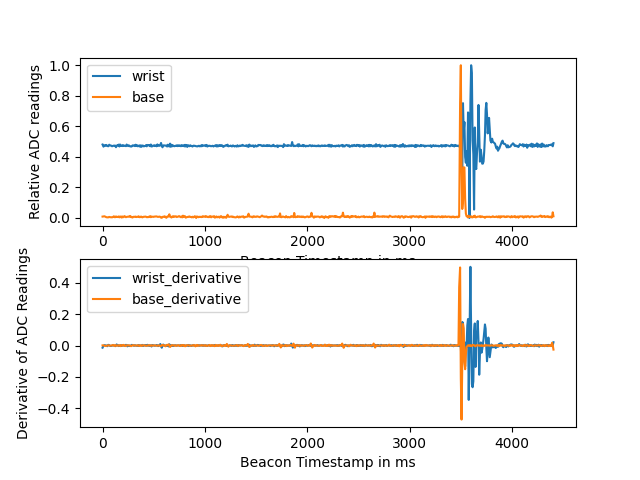 Relative ADC readings
1.0
0.8
0.6
0.4
0.2
0.0
wrist
base
0 1000 2000 3000 4000
Beacon Timestamp in ms
Derivative of ADC Readings
0.4
0.2
0.0
−0.2
−0.4
wrist_derivative
base_derivative
0 1000 2000 3000 4000
Beacon Timestamp in ms